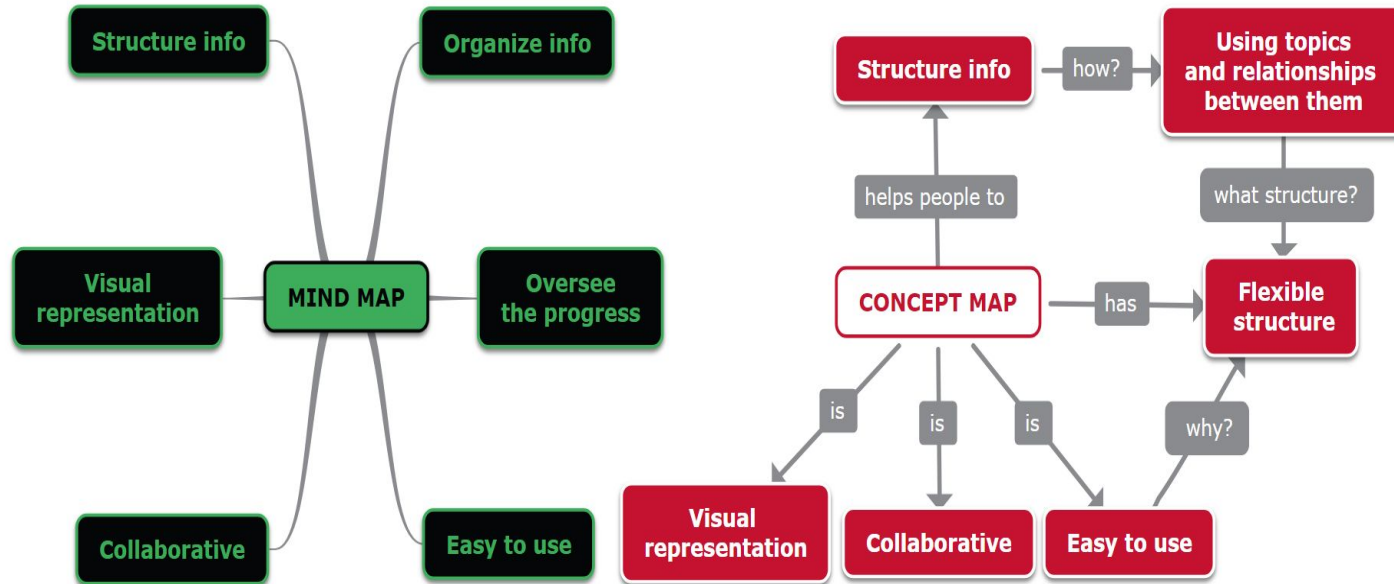 Structure info
Organize info
Visual
representation
MIND MAP
Oversee
the progress
Collaborative
Easy to use
Structure info
how?
Using topics
and relationships
between them
helps people to
what structure?
CONCEPT MAP
has
Flexible
structure
is
is
is
why?
Visual
representation
Collaborative
Easy to use